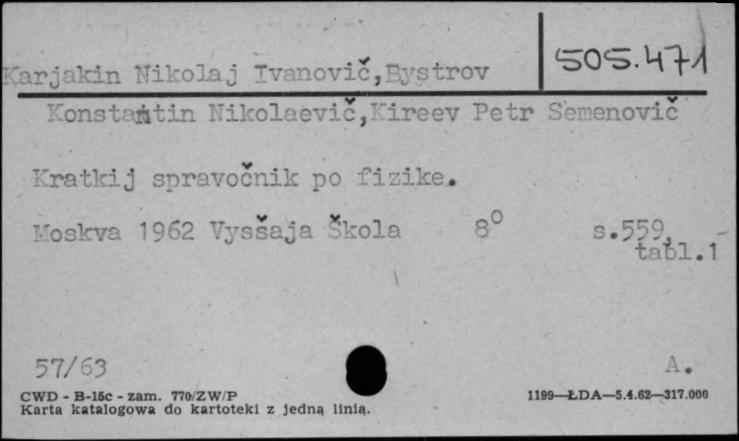 Karjakin Nikolaj Ivanovič,Bystrov
505.471
Konstantin Nikolaevič,Kireev Petr Semenovič
Kratkij spravočnik po fizike.
Moskva 1962 Vysšaja Škola 8⁰ s.559,
tabl.1
57/63 A.
CWD - B-15c - zam. 770/ZW/P 1199—ŁDA—5.4.62—317.000
Karta katalogowa do kartoteki z jedną linią.